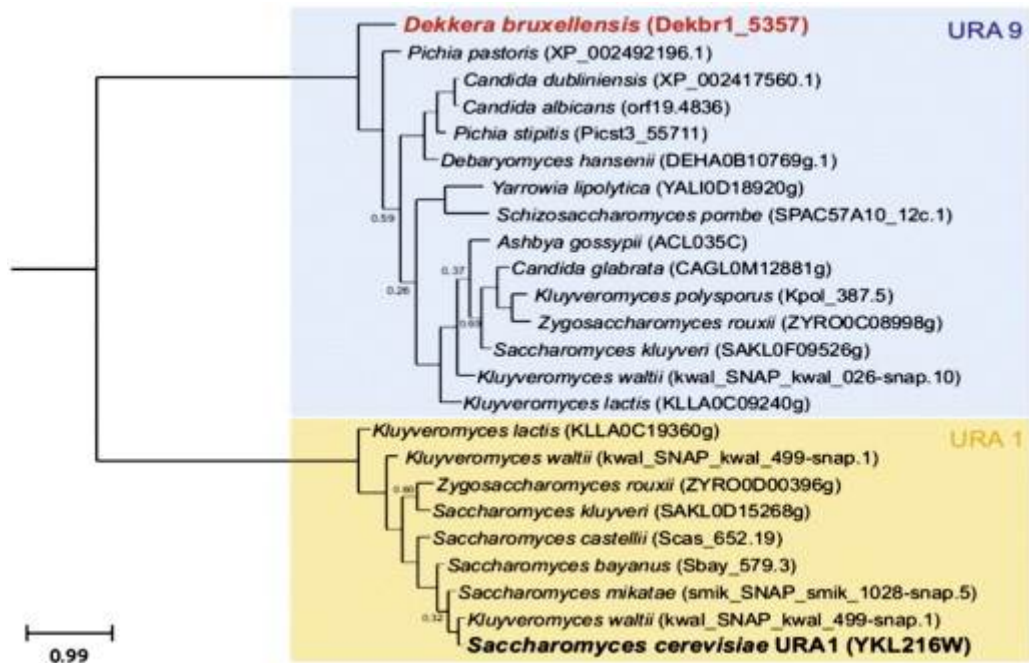 Dekkera bruxellensis (Dekbr1_5357)
URA 9
Pichia pastoris (XP_002492196.1)
Candida dubliniensis (XP_002417560.1)
Candida albicans (orf19.4836)
Pichia stipitis (Picst3_55711)
Debaryomyces hansenii (DEHA0B10769g.1)
Yarrowia lipolytica (YALI0D18920g)
Schizosaccharomyces pombe (SPAC57A10_12c.1)
0.59
Ashbya gossypii (ACL035C)
0.37
Candida glabrata (CAGL0M12881g)
0.26
Kluyveromyces polysporus (Kpol_387.5)
Zygosaccharomyces rouxii (ZYRO0C08998g)
Saccharomyces kluyveri (SAKL0F09526g)
Kluyveromyces waltii (kwal_SNAP_kwal_026-snap.10)
Kluyveromyces lactis (KLLA0C09240g)
Kluyveromyces lactis (KLLA0C19360g)
URA 1
Kluyveromyces waltii (kwal_SNAP_kwal_499-snap.1)
0.60
Zygosaccharomyces rouxii (ZYRO0D00396g)
Saccharomyces kluyveri (SAKL0D15268g)
Saccharomyces castellii (Scas_652.19)
Saccharomyces bayanus (Sbay_579.3)
Saccharomyces mikatae (smik_SNAP_smik_1028-snap.5)
0.32
Kluyveromyces waltii (kwal_SNAP_kwal_499-snap.1)
Saccharomyces cerevisiae URA1 (YKL216W)
0.99